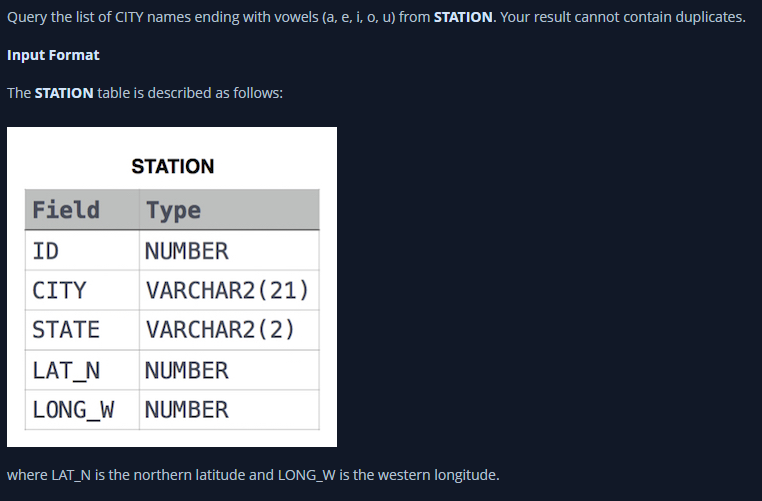 Query the list of CITY names ending with vowels (a, e, i, o, u) from STATION. Your result cannot contain duplicates.
Input Format
The STATION table is described as follows:
STATION
Field Type
ID NUMBER
CITY VARCHAR2(21)
STATE VARCHAR2(2)
LAT_N NUMBER
LONG_W NUMBER
where LAT_N is the northern latitude and LONG_W is the western longitude.